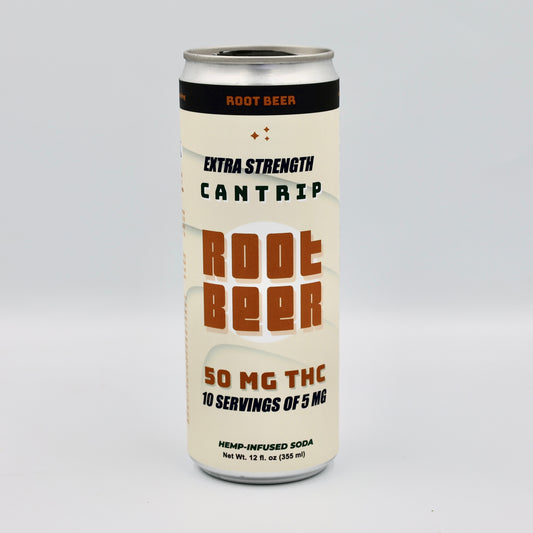 ROOT BEER
EXTRA STRENGTH
CANTRIP
ROOt
BeeR
50 MG THC
10 SERVINGS OF 5 MG
HEMP-INFUSED SODA
Net Wt. 12 fl. oz (355 ml)